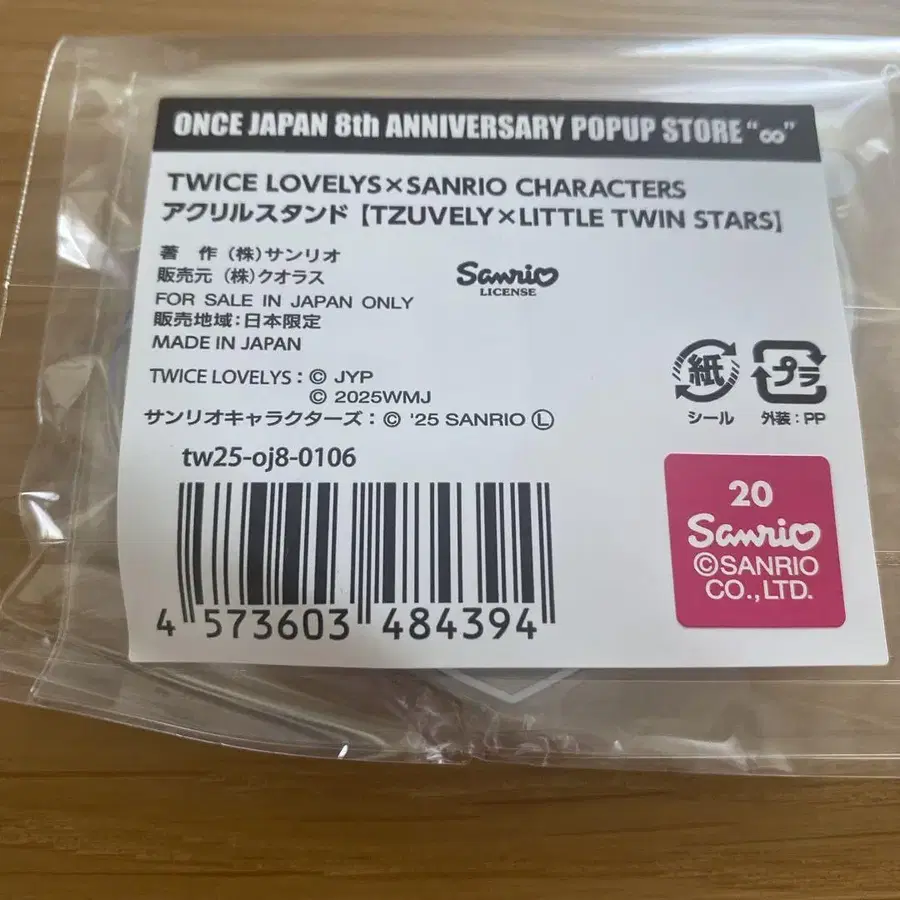 ONCE JAPAN 8th ANNIVERSARY POPUP STORE “∞”
TWICE LOVELYS×SANRIO CHARACTERS
アクリルスタンド【TZUVELY×LITTLE TWIN STARS】
著　作（株）サンリオ
販売元（株）クオラス
FOR SALE IN JAPAN ONLY
販売地域：日本限定
MADE IN JAPAN
Sanrio
LICENSE
TWICE LOVELYS：© JYP
© 2025WMJ
サンリオキャラクターズ：© '25 SANRIO Ⓛ
紙
シール
プラ
外装：PP
tw25-oj8-0106
4 573603 484394
20
Sanrio
©SANRIO
CO.,LTD.